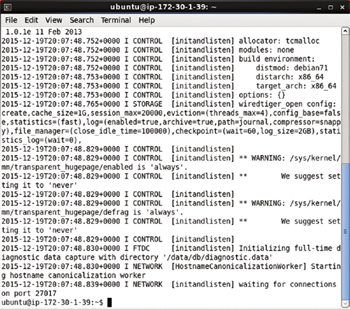 ubuntu@ip-172-30-1-39: ~
File Edit View Search Terminal Help
1.0.1e 11 Feb 2013
2015-12-19T20:07:48.752+0000 I CONTROL  [initandlisten] allocator: tcmalloc
2015-12-19T20:07:48.752+0000 I CONTROL  [initandlisten] modules: none
2015-12-19T20:07:48.752+0000 I CONTROL  [initandlisten] build environment:
2015-12-19T20:07:48.752+0000 I CONTROL  [initandlisten]     distmod: debian71
2015-12-19T20:07:48.753+0000 I CONTROL  [initandlisten]     distarch: x86_64
2015-12-19T20:07:48.753+0000 I CONTROL  [initandlisten]     target_arch: x86_64
2015-12-19T20:07:48.753+0000 I CONTROL  [initandlisten] options: {}
2015-12-19T20:07:48.765+0000 I STORAGE  [initandlisten] wiredtiger_open config:
create,cache_size=1G,session_max=20000,eviction=(threads_max=4),config_base=fals
e,statistics=(fast),log=(enabled=true,archive=true,path=journal,compressor=snapp
y),file_manager=(close_idle_time=100000),checkpoint=(wait=60,log_size=2GB),stati
stics_log=(wait=0),
2015-12-19T20:07:48.829+0000 I CONTROL  [initandlisten]
2015-12-19T20:07:48.829+0000 I CONTROL  [initandlisten] ** WARNING: /sys/kernel/
mm/transparent_hugepage/enabled is 'always'.
2015-12-19T20:07:48.829+0000 I CONTROL  [initandlisten] **        We suggest set
ting it to 'never'
2015-12-19T20:07:48.829+0000 I CONTROL  [initandlisten]
2015-12-19T20:07:48.829+0000 I CONTROL  [initandlisten] ** WARNING: /sys/kernel/
mm/transparent_hugepage/defrag is 'always'.
2015-12-19T20:07:48.829+0000 I CONTROL  [initandlisten] **        We suggest set
ting it to 'never'
2015-12-19T20:07:48.829+0000 I CONTROL  [initandlisten]
2015-12-19T20:07:48.830+0000 I FTDC     [initandlisten] Initializing full-time d
iagnostic data capture with directory '/data/db/diagnostic.data'
2015-12-19T20:07:48.830+0000 I NETWORK  [HostnameCanonicalizationWorker] Startin
g hostname canonicalization worker
2015-12-19T20:07:48.839+0000 I NETWORK  [initandlisten] waiting for connections
on port 27017
ubuntu@ip-172-30-1-39:~$